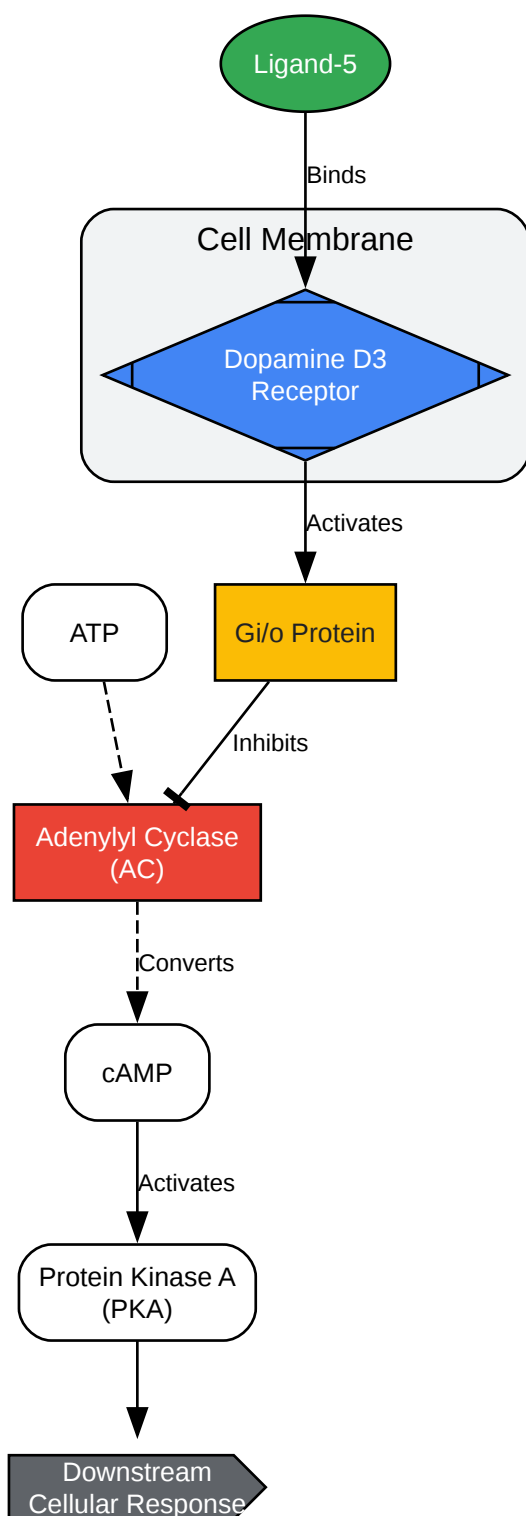 Ligand-5
Binds
Cell Membrane
Dopamine D3
Receptor
Activates
ATP
Gi/o Protein
Inhibits
Adenylyl Cyclase
(AC)
Converts
cAMP
Activates
Protein Kinase A
(PKA)
Downstream
Cellular Response